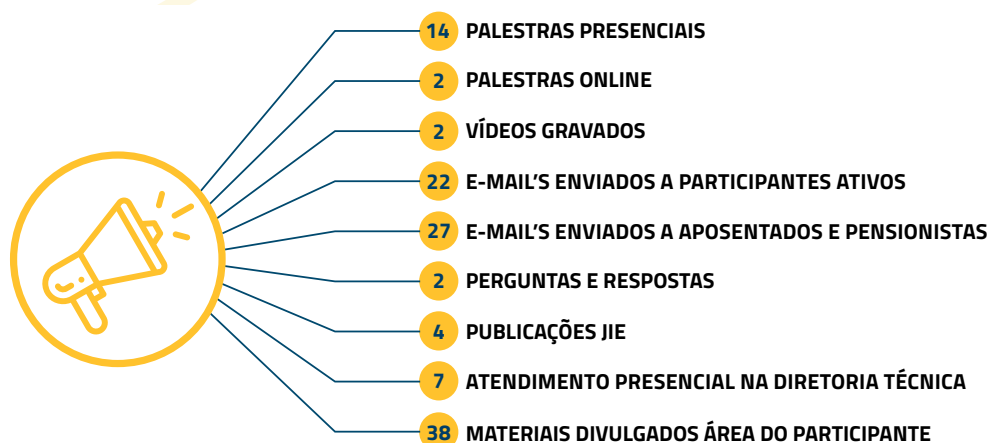 14 PALESTRAS PRESENCIAIS
2 PALESTRAS ONLINE
2 VÍDEOS GRAVADOS
22 E-MAIL'S ENVIADOS A PARTICIPANTES ATIVOS
27 E-MAIL'S ENVIADOS A APOSENTADOS E PENSIONISTAS
2 PERGUNTAS E RESPOSTAS
4 PUBLICAÇÕES JIE
7 ATENDIMENTO PRESENCIAL NA DIRETORIA TÉCNICA
38 MATERIAIS DIVULGADOS ÁREA DO PARTICIPANTE